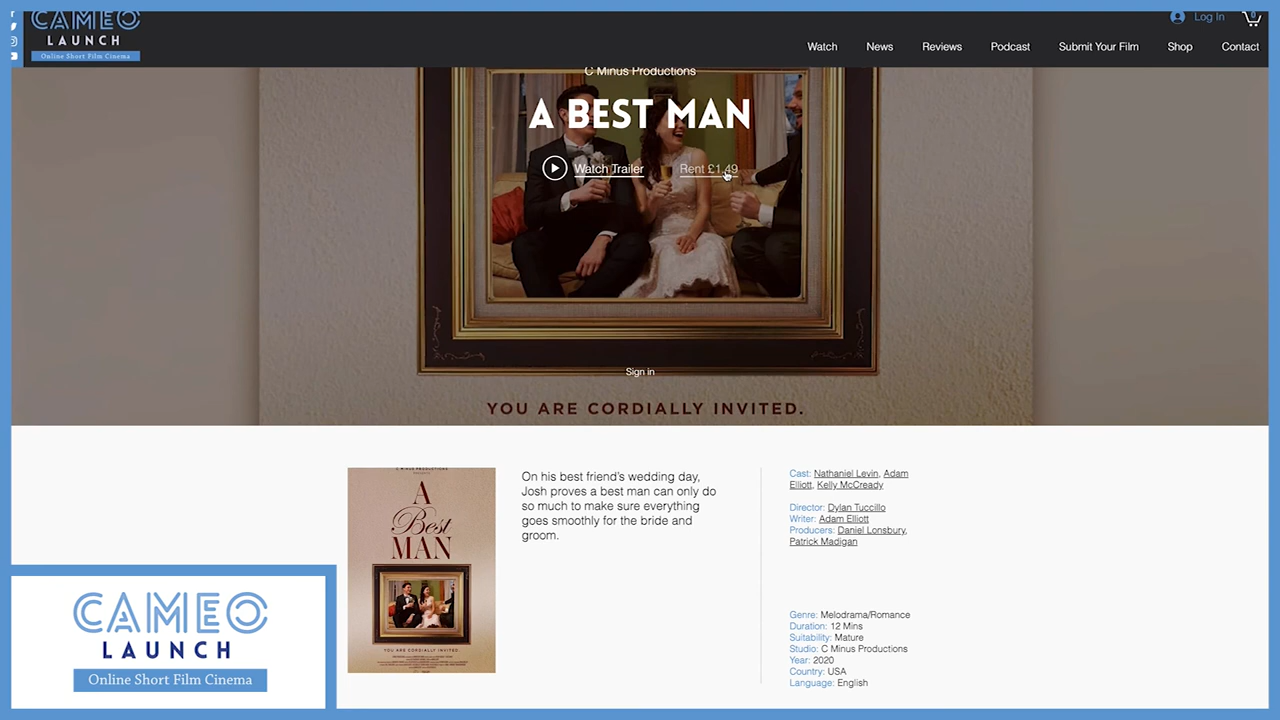 CAMEO
LAUNCH
Online Short Film Cinema
Log In
0
Watch
News
Reviews
Podcast
Submit Your Film
Shop
Contact
C Minus Productions
A BEST MAN
Watch Trailer
Rent £1.49
Sign in
YOU ARE CORDIALLY INVITED.
C MINUS PRODUCTIONS
A
Best
MAN
YOU ARE CORDIALLY INVITED.
On his best friend's wedding day,
Josh proves a best man can only do
so much to make sure everything
goes smoothly for the bride and
groom.
Cast: Nathaniel Levin, Adam
Elliott, Kelly McCready
Director: Dylan Tuccillo
Writer: Adam Elliott
Producers: Daniel Lonsbury,
Patrick Madigan
Genre: Melodrama/Romance
Duration: 12 Mins
Suitability: Mature
Studio: C Minus Productions
Year: 2020
Country: USA
Language: English
CAMEO
LAUNCH
Online Short Film Cinema